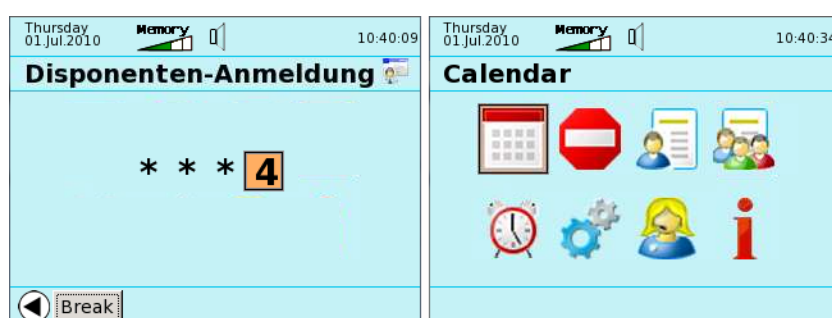 Thursday
01.Jul.2010
Memory
10:40:09
Disponenten-Anmeldung
* * * 4
Break
Thursday
01.Jul.2010
Memory
10:40:34
Calendar